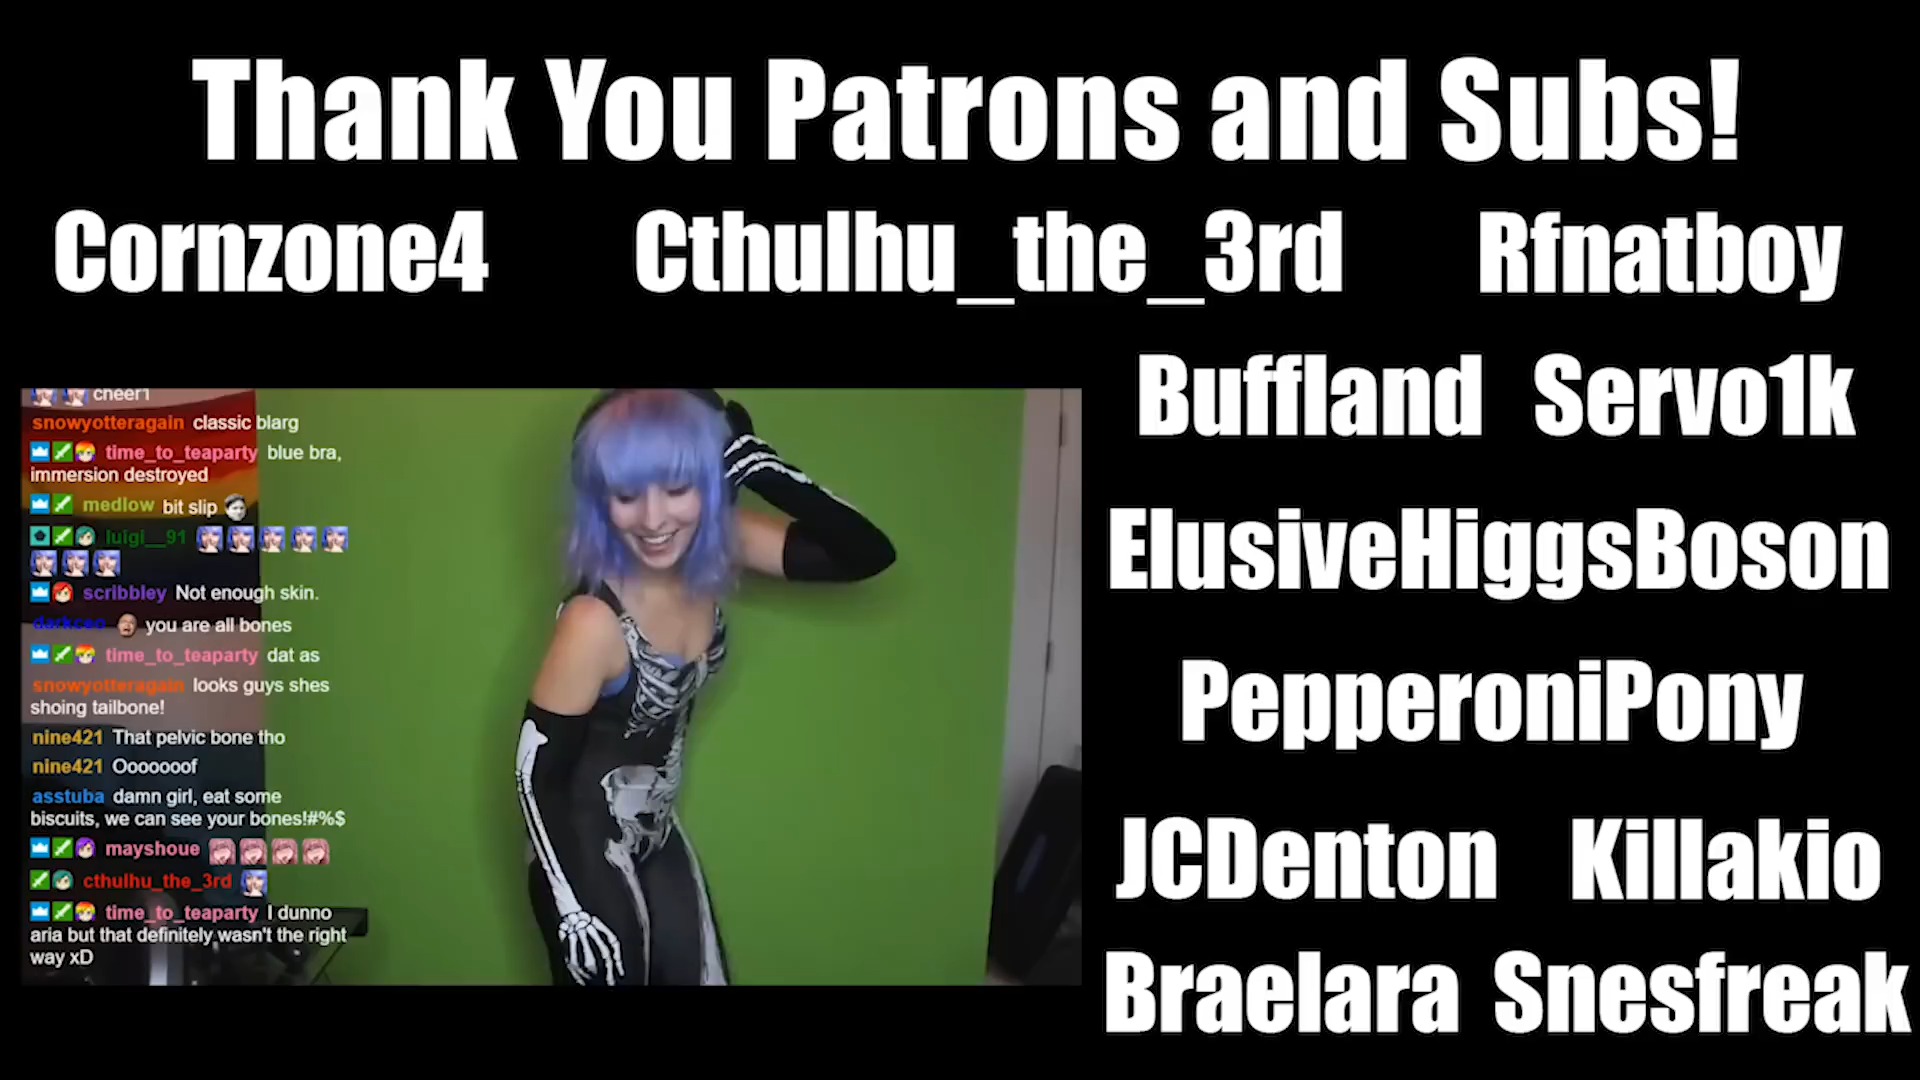 Thank You Patrons and Subs!
Cornzone4 Cthulhu_the_3rd Rfnatboy
Buffland Servo1k
ElusiveHiggsBoson
PepperoniPony
JCDenton Killakio
Braelara Snesfreak
cheer1
snowyotteragain classic blarg
time_to_teaparty blue bra,
immersion destroyed
medlow bit slip
luigi__91
scribbley Not enough skin.
darkceo you are all bones
time_to_teaparty dat as
snowyotteragain looks guys shes
shoing tailbone!
nine421 That pelvic bone tho
nine421 Ooooooof
asstuba damn girl, eat some
biscuits, we can see your bones!#%$
mayshoue
cthulhu_the_3rd
time_to_teaparty I dunno
aria but that definitely wasn't the right
way xD